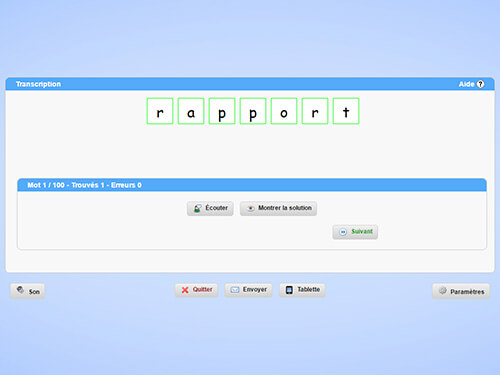 Transcription Aide ?
r a p p o r t
Mot 1 / 100 - Trouvés 1 - Erreurs 0
Écouter Montrer la solution
Suivant
Son Quitter Envoyer Tablette Paramètres